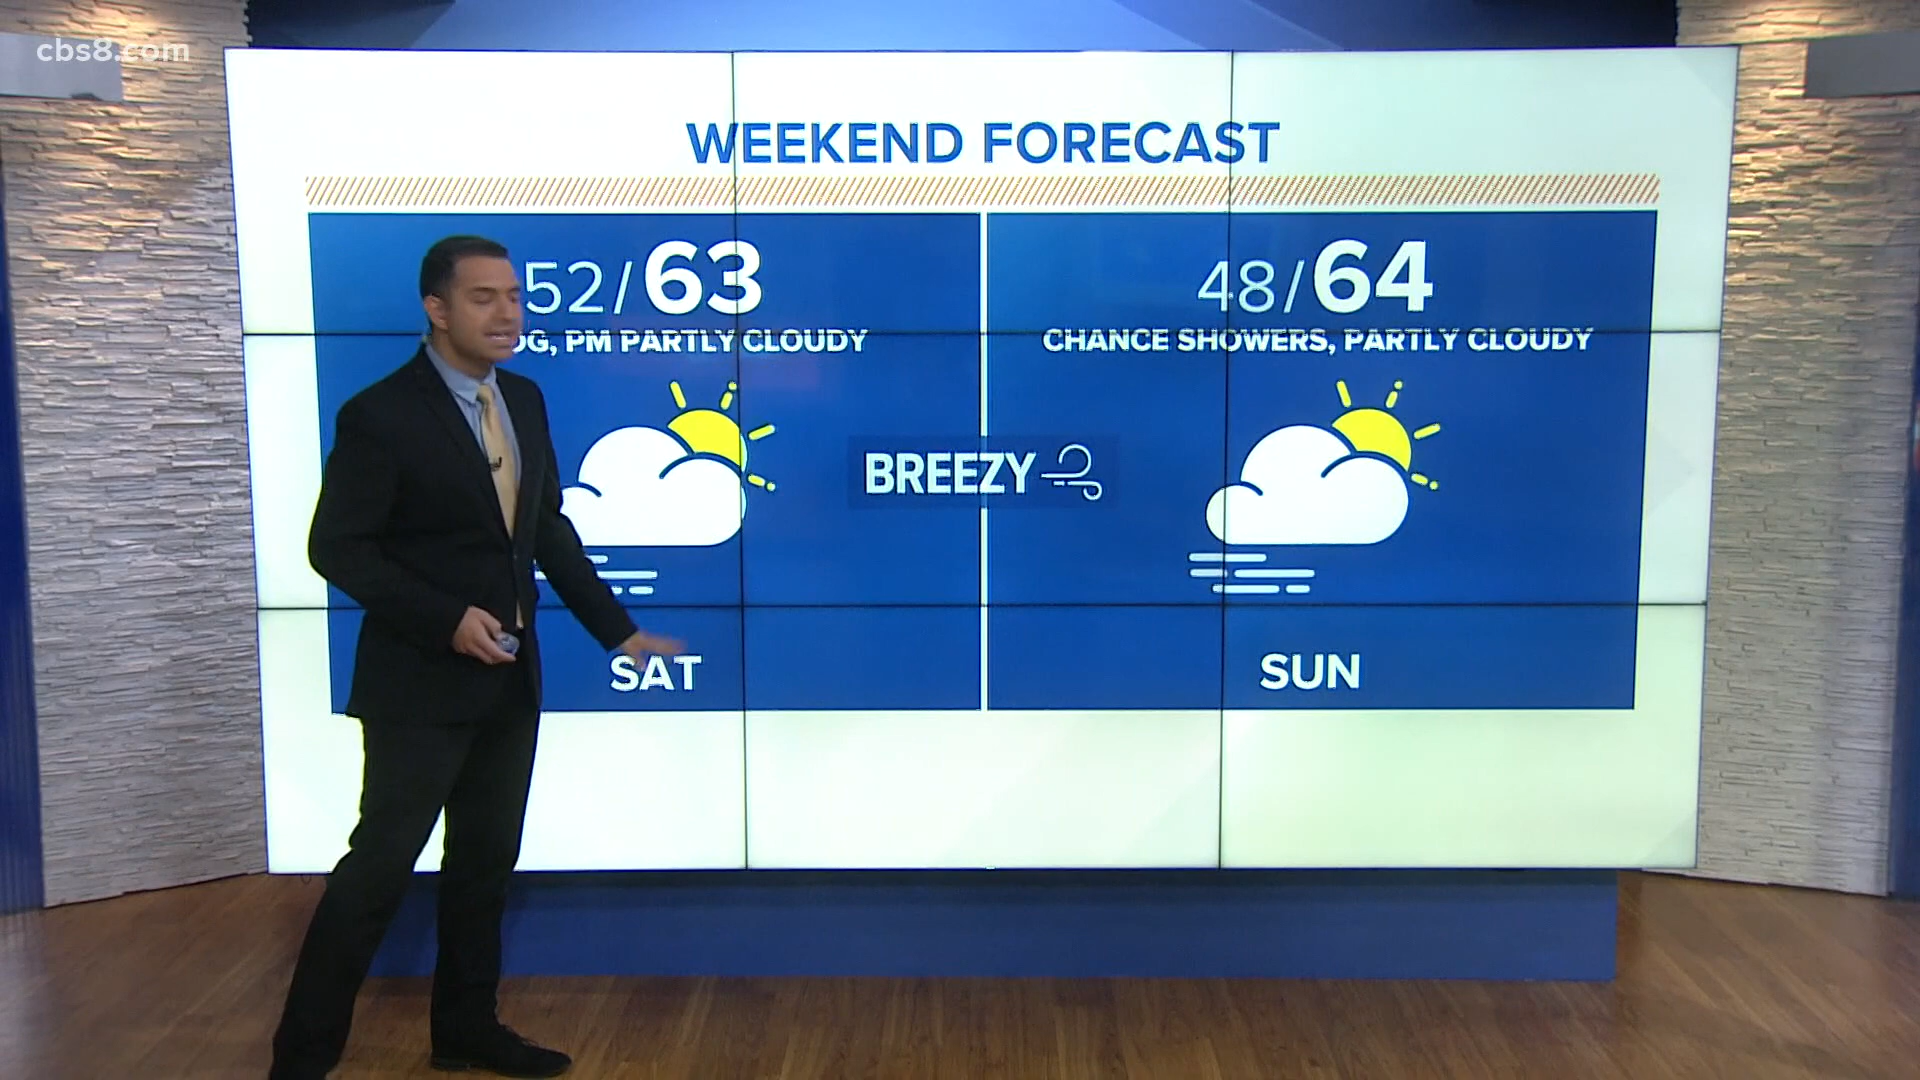 cbs8.com
WEEKEND FORECAST
52/63
PM PARTLY CLOUDY
48/64
CHANCE SHOWERS, PARTLY CLOUDY
BREEZY
SAT
SUN